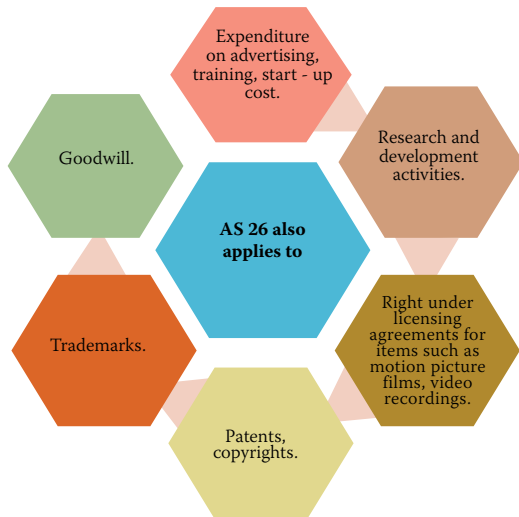 Expenditure
on advertising,
training, start - up
cost.
Research and
development
activities.
Right under
licensing
agreements for
items such as
motion picture
films, video
recordings.
Patents,
copyrights.
Trademarks.
Goodwill.
AS 26 also
applies to